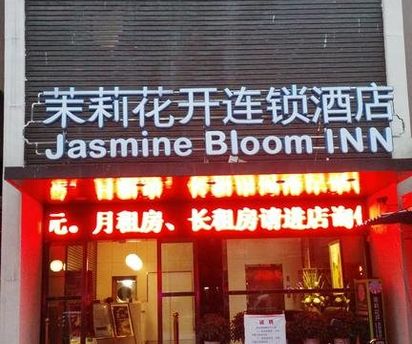 茉莉花开连锁酒店
Jasmine Bloom INN
元。月租房、长租房请进店询